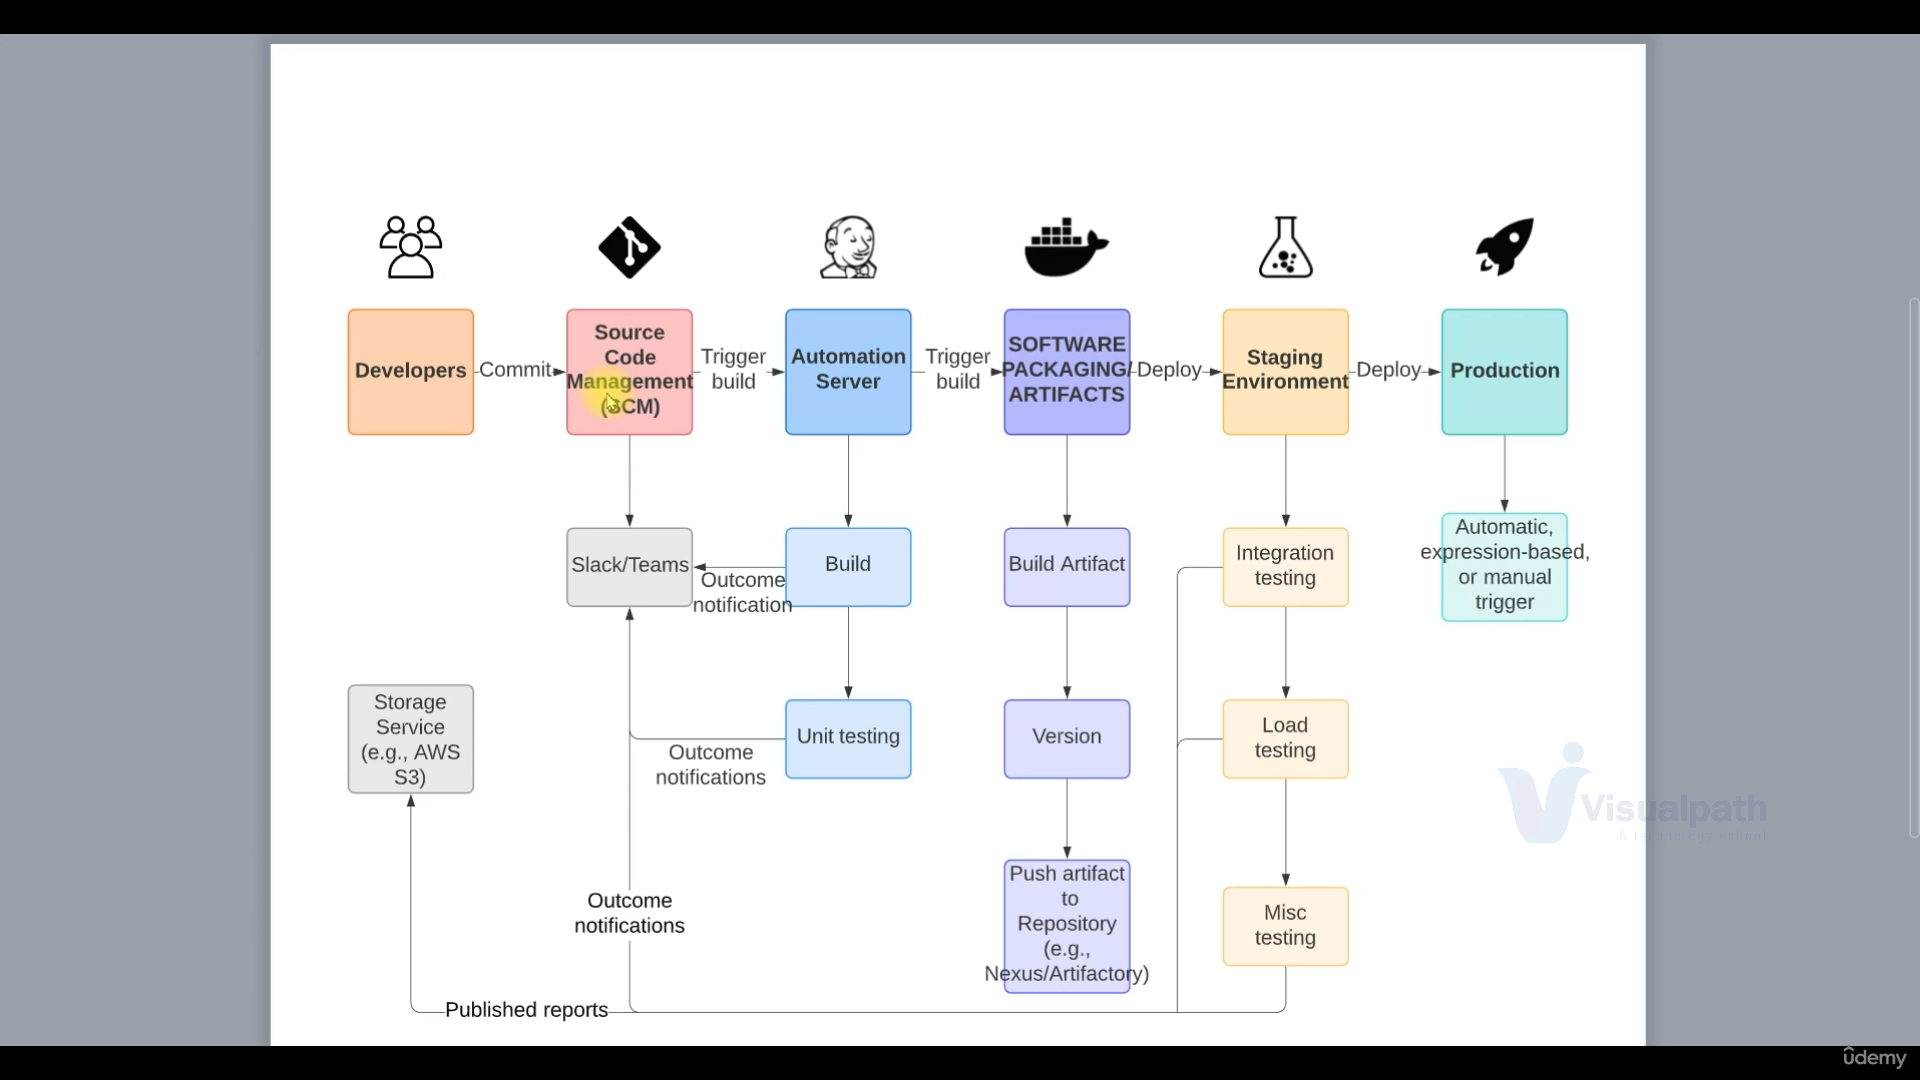 Developers
Commit
Source
Code
Management
(SCM)
Trigger
build
Automation
Server
Trigger
build
SOFTWARE
PACKAGING/
ARTIFACTS
Deploy
Staging
Environment
Deploy
Production
Slack/Teams
Outcome
notification
Build
Build Artifact
Integration
testing
Automatic,
expression-based,
or manual
trigger
Storage
Service
(e.g., AWS
S3)
Outcome
notifications
Unit testing
Version
Load
testing
Visualpath
Outcome
notifications
Push artifact
to
Repository
(e.g.,
Nexus/Artifactory)
Misc
testing
Published reports
ûdemy